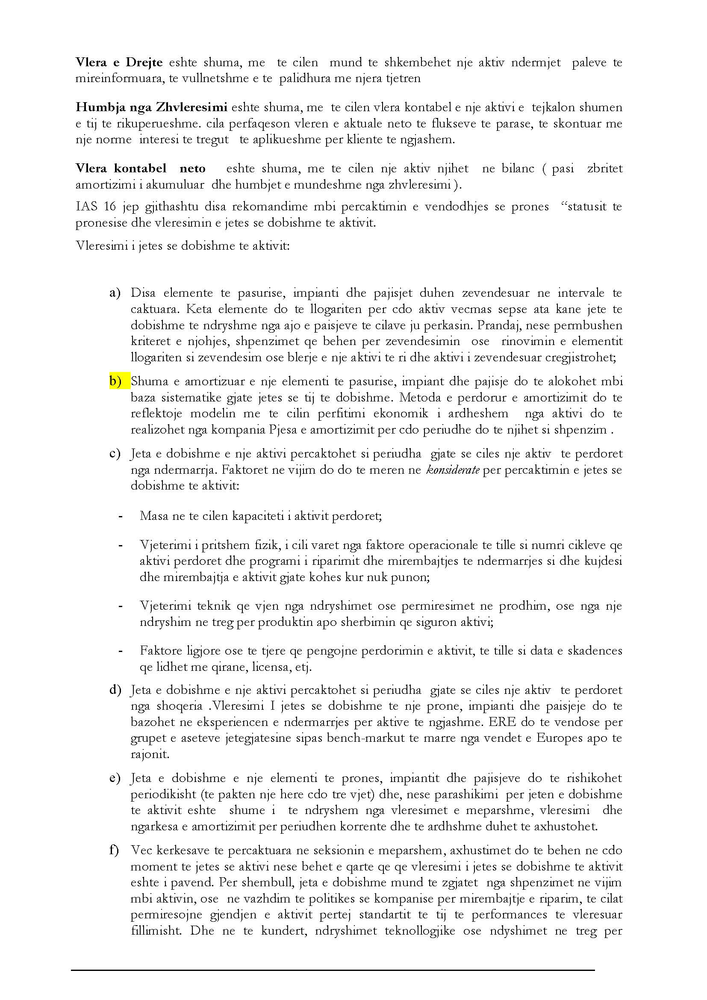 Vlera e Drejte eshte shuma, me te cilen mund te shkembehet nje aktiv ndermjet paleve te
mireinformuara, te vullnetshme e te palidhura me njera tjetren
Humbja nga Zhvleresimi eshte shuma, me te cilen vlera kontabel e nje aktivi e tejkalon shumen
e tij te rikuperueshme. cila perfaqeson vleren e aktuale neto te flukseve te parase, te skontuar me
nje norme interesi te tregut te aplikueshme per kliente te ngjashem.
Vlera kontabel neto eshte shuma, me te cilen nje aktiv njihet ne bilanc ( pasi zbritet
amortizimi i akumuluar dhe humbjet e mundeshme nga zhvleresimi ).
IAS 16 jep gjithashtu disa rekomandime mbi percaktimin e vendodhjes se prones “statusit te
pronesise dhe vleresimin e jetes se dobishme te aktivit.
Vleresimi i jetes se dobishme te aktivit:
a) Disa elemente te pasurise, impianti dhe pajisjet duhen zevendesuar ne intervale te
caktuara. Keta elemente do te llogariten per cdo aktiv vecmas sepse ata kane jete te
dobishme te ndryshme nga ajo e paisjeve te cilave ju perkasin. Prandaj, nese permbushen
kriteret e njohjes, shpenzimet qe behen per zevendesimin ose rinovimin e elementit
llogariten si zevendesim ose blerje e nje aktivi te ri dhe aktivi i zevendesuar cregjistrohet;
b) Shuma e amortizuar e nje elementi te pasurise, impiant dhe pajisje do te alokohet mbi
baza sistematike gjate jetes se tij te dobishme. Metoda e perdorur e amortizimit do te
reflektoje modelin me te cilin perfitimi ekonomik i ardheshem nga aktivi do te
realizohet nga kompania Pjesa e amortizimit per cdo periudhe do te njihet si shpenzim .
c) Jeta e dobishme e nje aktivi percaktohet si periudha gjate se ciles nje aktiv te perdoret
nga ndermarrja. Faktoret ne vijim do do te meren ne konsiderate per percaktimin e jetes se
dobishme te aktivit:
- Masa ne te cilen kapaciteti i aktivit perdoret;
- Vjeterimi i pritshem fizik, i cili varet nga faktore operacionale te tille si numri cikleve qe
aktivi perdoret dhe programi i riparimit dhe mirembajtjes te ndermarrjes si dhe kujdesi
dhe mirembajtja e aktivit gjate kohes kur nuk punon;
- Vjeterimi teknik qe vjen nga ndryshimet ose permiresimet ne prodhim, ose nga nje
ndryshim ne treg per produktin apo sherbimin qe siguron aktivi;
- Faktore ligjore ose te tjere qe pengojne perdorimin e aktivit, te tille si data e skadences
qe lidhet me qirane, licensa, etj.
d) Jeta e dobishme e nje aktivi percaktohet si periudha gjate se ciles nje aktiv te perdoret
nga shoqeria .Vleresimi I jetes se dobishme te nje prone, impianti dhe paisjeje do te
bazohet ne eksperiencen e ndermarrjes per aktive te ngjashme. ERE do te vendose per
grupet e aseteve jetegjatesine sipas bench-markut te marre nga vendet e Europes apo te
rajonit.
e) Jeta e dobishme e nje elementi te prones, impiantit dhe pajisjeve do te rishikohet
periodikisht (te pakten nje here cdo tre vjet) dhe, nese parashikimi per jeten e dobishme
te aktivit eshte shume i te ndryshem nga vleresimet e meparshme, vleresimi dhe
ngarkesa e amortizimit per periudhen korrente dhe te ardhshme duhet te axhustohet.
f) Vec kerkesave te percaktuara ne seksionin e meparshem, axhustimet do te behen ne cdo
moment te jetes se aktivi nese behet e qarte qe qe vleresimi i jetes se dobishme te aktivit
eshte i pavend. Per shembull, jeta e dobishme mund te zgjatet nga shpenzimet ne vijim
mbi aktivin, ose ne vazhdim te politikes se kompanise per mirembajtje e riparim, te cilat
permiresojne gjendjen e aktivit pertej standartit te tij te performances te vleresuar
fillimisht. Dhe ne te kundert, ndryshimet teknollogjike ose ndyshimet ne treg per